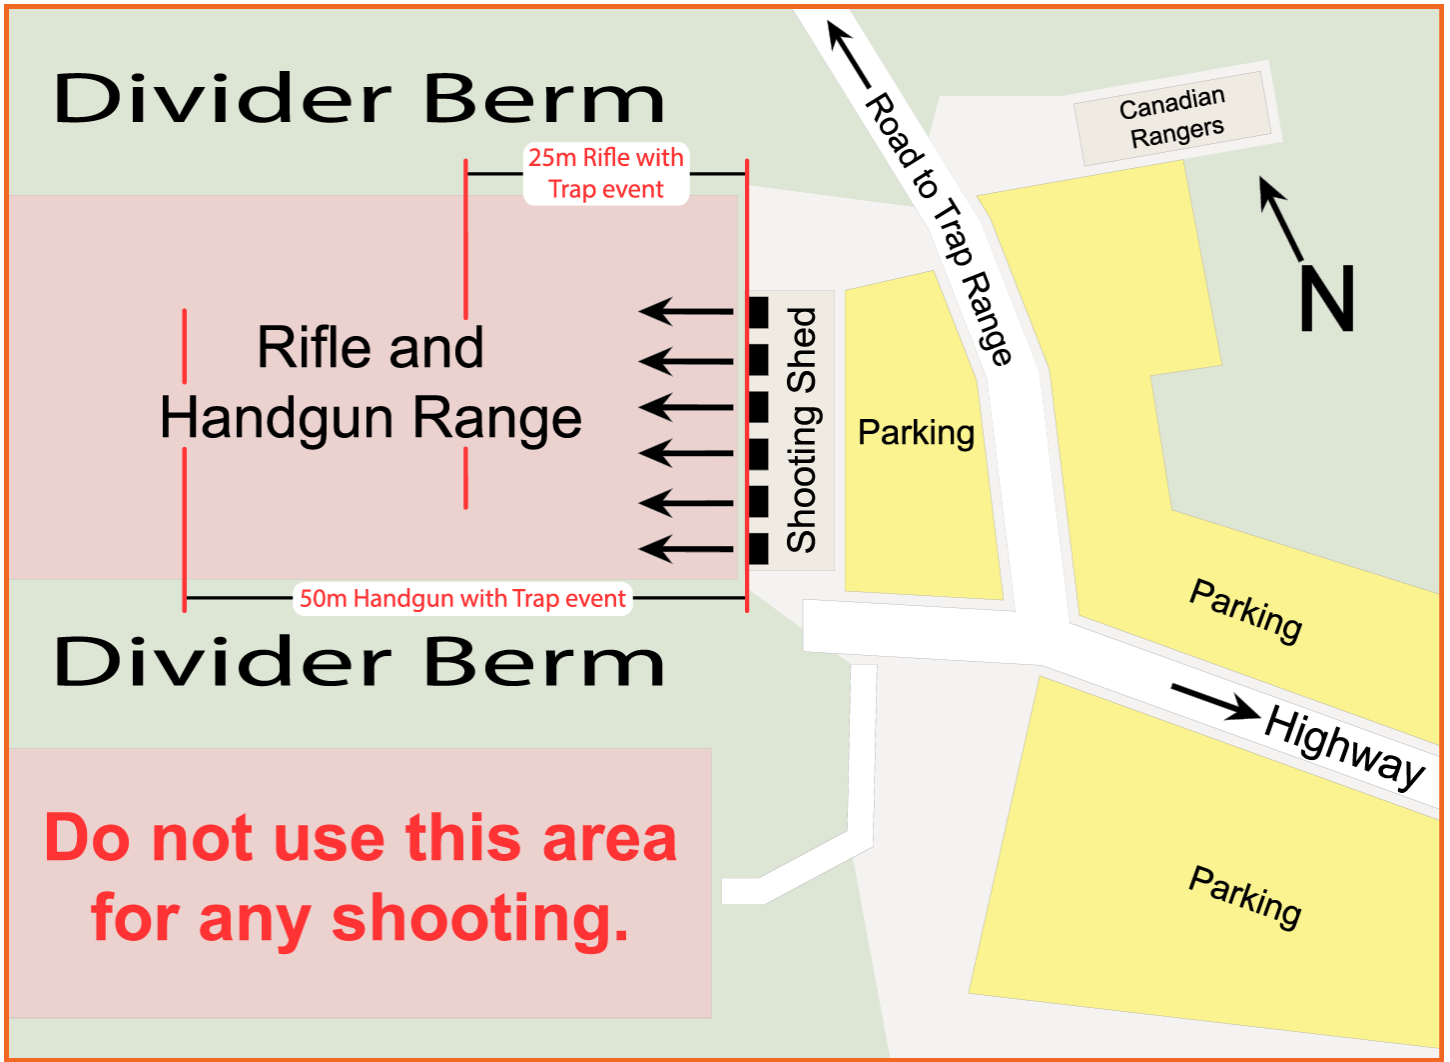 Divider Berm
25m Rifle with
Trap event
Road to Trap Range
Canadian
Rangers
N
Rifle and
Handgun Range
Shooting Shed
Parking
50m Handgun with Trap event
Parking
Divider Berm
Highway
Do not use this area
for any shooting.
Parking